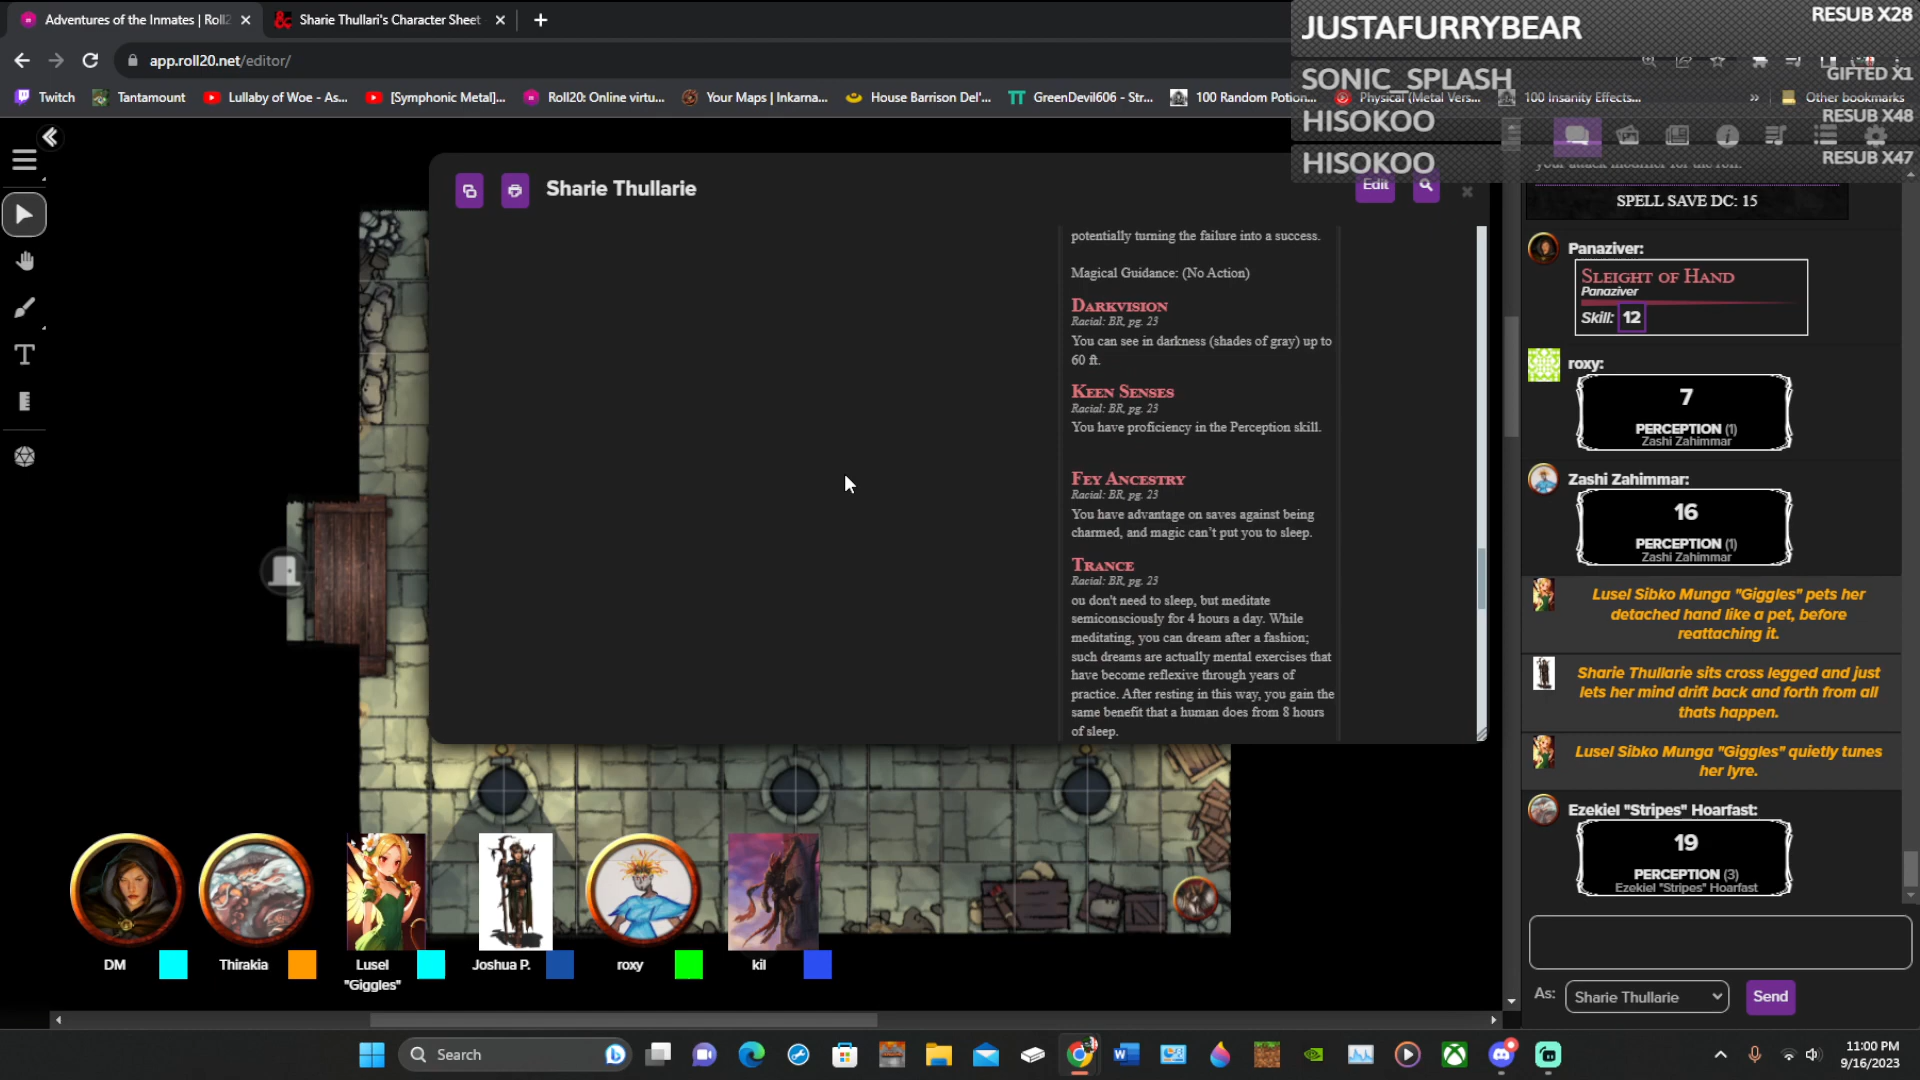 Adventures of the Inmates | Roll2
Sharie Thullari's Character Sheet
app.roll20.net/editor/
Twitch
Tantamount
Lullaby of Woe - As...
[Symphonic Metal]...
Roll20: Online virtu...
Your Maps | Inkarna...
House Barrison Del'...
GreenDevil606 - Str...
100 Random Potion...
Physical (Metal Vers...
100 Insanity Effects...
Other bookmarks
JUSTAFURRYBEAR
RESUB X28
SONIC_SPLASH
GIFTED X1
HISOKOO
RESUB X48
HISOKOO
RESUB X47
Sharie Thullarie
Edit
potentially turning the failure into a success.
Magical Guidance: (No Action)
DARKVISION
Racial: BR, pg. 23
You can see in darkness (shades of gray) up to
60 ft.
KEEN SENSES
Racial: BR, pg. 23
You have proficiency in the Perception skill.
FEY ANCESTRY
Racial: BR, pg. 23
You have advantage on saves against being
charmed, and magic can't put you to sleep.
TRANCE
Racial: BR, pg. 23
ou don't need to sleep, but meditate
semiconsciously for 4 hours a day. While
meditating, you can dream after a fashion;
such dreams are actually mental exercises that
have become reflexive through years of
practice. After resting in this way, you gain the
same benefit that a human does from 8 hours
of sleep.
your attack modifier for the roll.
SPELL SAVE DC: 15
Panaziver:
SLEIGHT OF HAND
Panaziver
Skill: 12
roxy:
7
PERCEPTION (1)
Zashi Zahimmar
Zashi Zahimmar:
16
PERCEPTION (1)
Zashi Zahimmar
Lusel Sibko Munga "Giggles" pets her
detached hand like a pet, before
reattaching it.
Sharie Thullarie sits cross legged and just
lets her mind drift back and forth from all
thats happen.
Lusel Sibko Munga "Giggles" quietly tunes
her lyre.
Ezekiel "Stripes" Hoarfast:
19
PERCEPTION (3)
Ezekiel "Stripes" Hoarfast
As:
Sharie Thullarie
Send
DM
Thirakia
Lusel
"Giggles"
Joshua P.
roxy
kil
Search
11:00 PM
9/16/2023